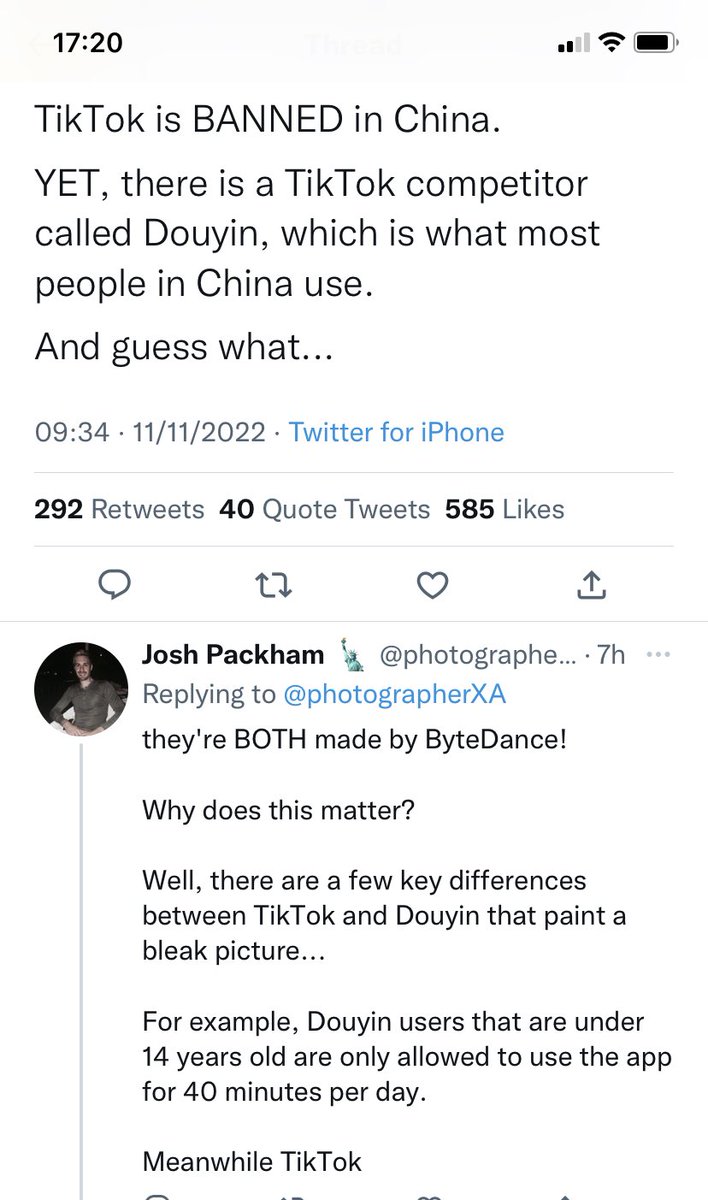 17:20
Thread
TikTok is BANNED in China.
YET, there is a TikTok competitor
called Douyin, which is what most
people in China use.
And guess what...
09:34 · 11/11/2022 · Twitter for iPhone
292 Retweets 40 Quote Tweets 585 Likes
Josh Packham 🗽 @photographe... · 7h
Replying to @photographerXA
they're BOTH made by ByteDance!
Why does this matter?
Well, there are a few key differences
between TikTok and Douyin that paint a
bleak picture...
For example, Douyin users that are under
14 years old are only allowed to use the app
for 40 minutes per day.
Meanwhile TikTok